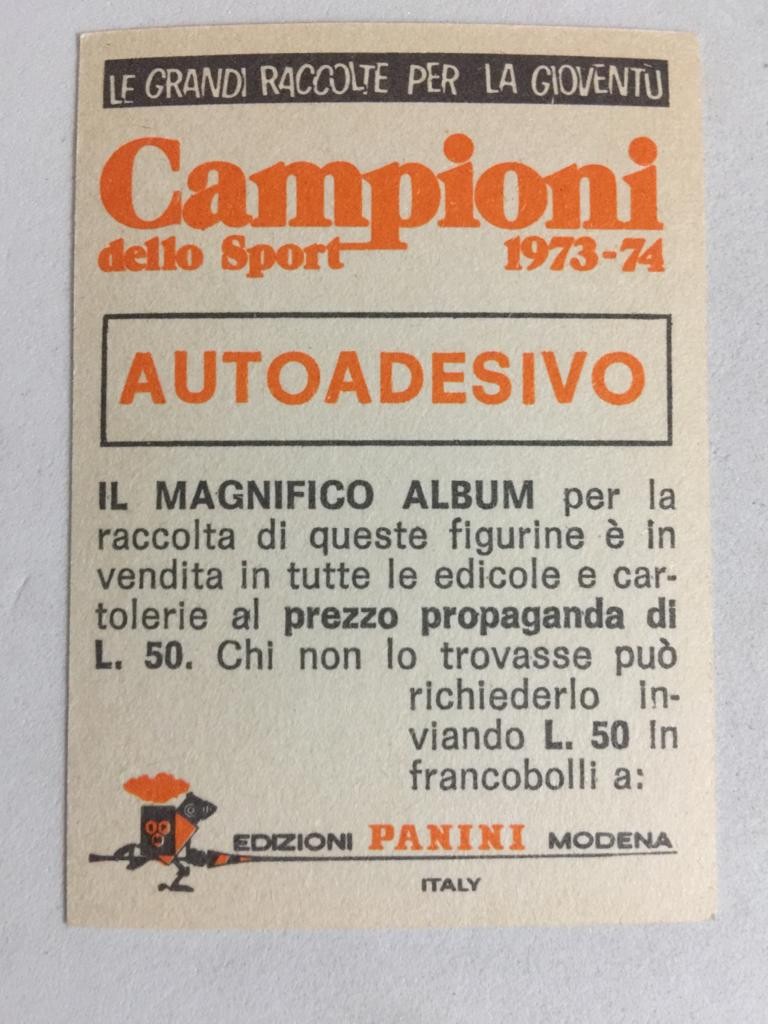 LE GRANDI RACCOLTE PER LA GIOVENTÙ
Campioni
dello Sport 1973-74
AUTOADESIVO
IL MAGNIFICO ALBUM per la
raccolta di queste figurine è in
vendita in tutte le edicole e car-
tolerie al prezzo propaganda di
L. 50. Chi non lo trovasse può
richiederlo in-
viando L. 50 in
francobolli a:
EDIZIONI PANINI MODENA
ITALY